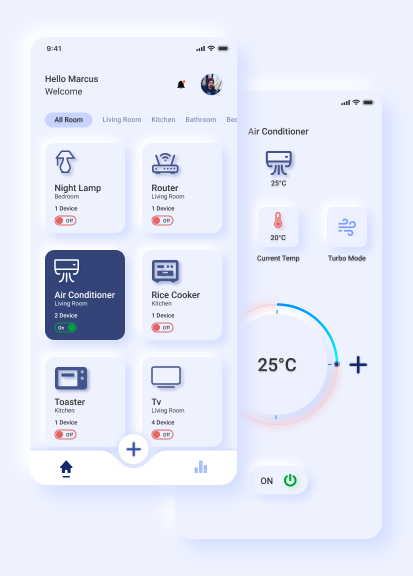 9:41
Hello Marcus
Welcome
All Room Living Room Kitchen Bathroom
Night Lamp
Bedroom
1 Device
Off
Router
Living Room
1 Device
Off
Air Conditioner
Living Room
2 Device
On
Rice Cooker
Kitchen
1 Device
Off
Toaster
Kitchen
1 Device
Off
Tv
Living Room
4 Device
Off
Air Conditioner
25°C
20°C
Current Temp
Turbo Mode
25°C
ON